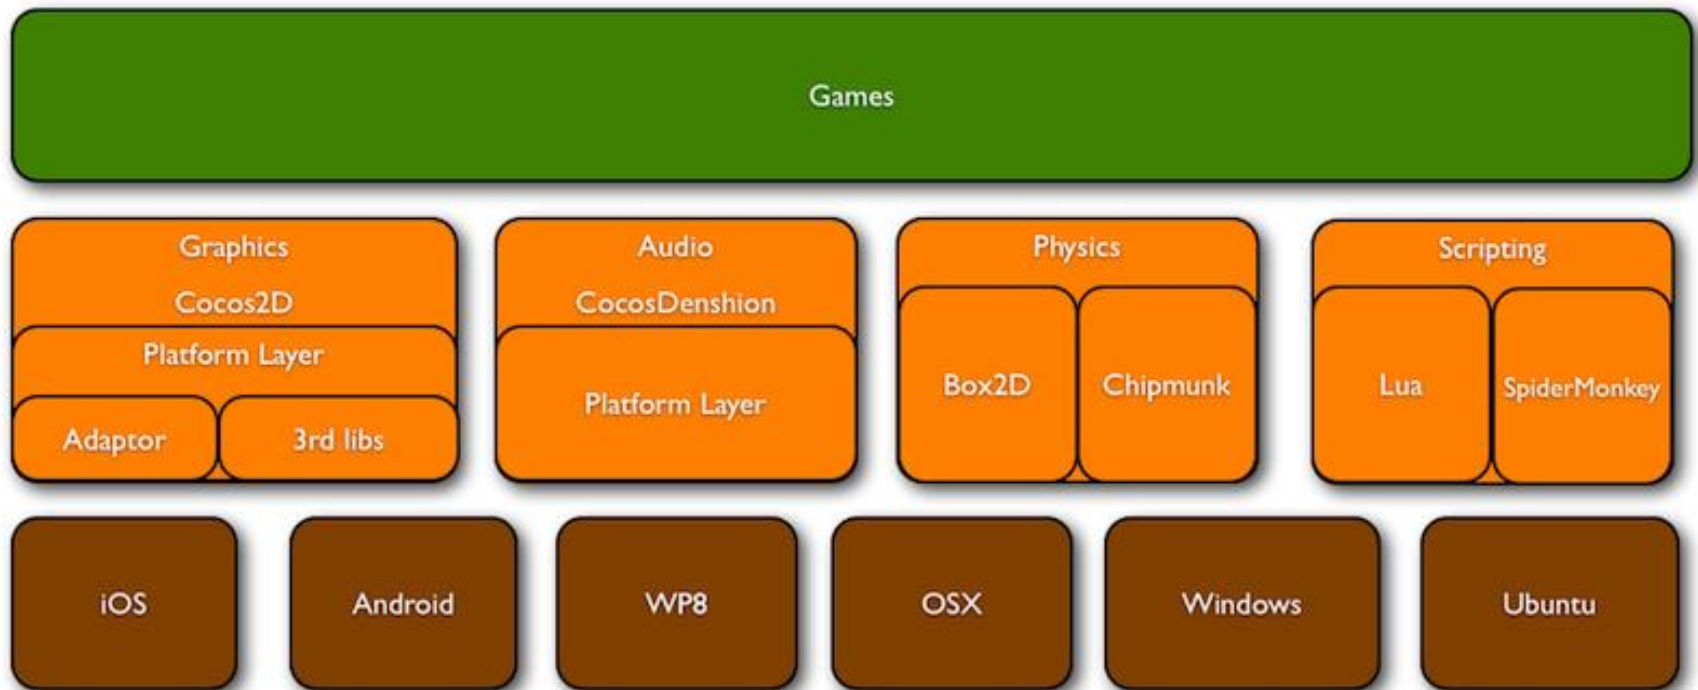 Games
Graphics
Cocos2D
Platform Layer
Adaptor
3rd libs
Audio
CocosDenshion
Platform Layer
Physics
Box2D
Chipmunk
Scripting
Lua
SpiderMonkey
iOS
Android
WP8
OSX
Windows
Ubuntu